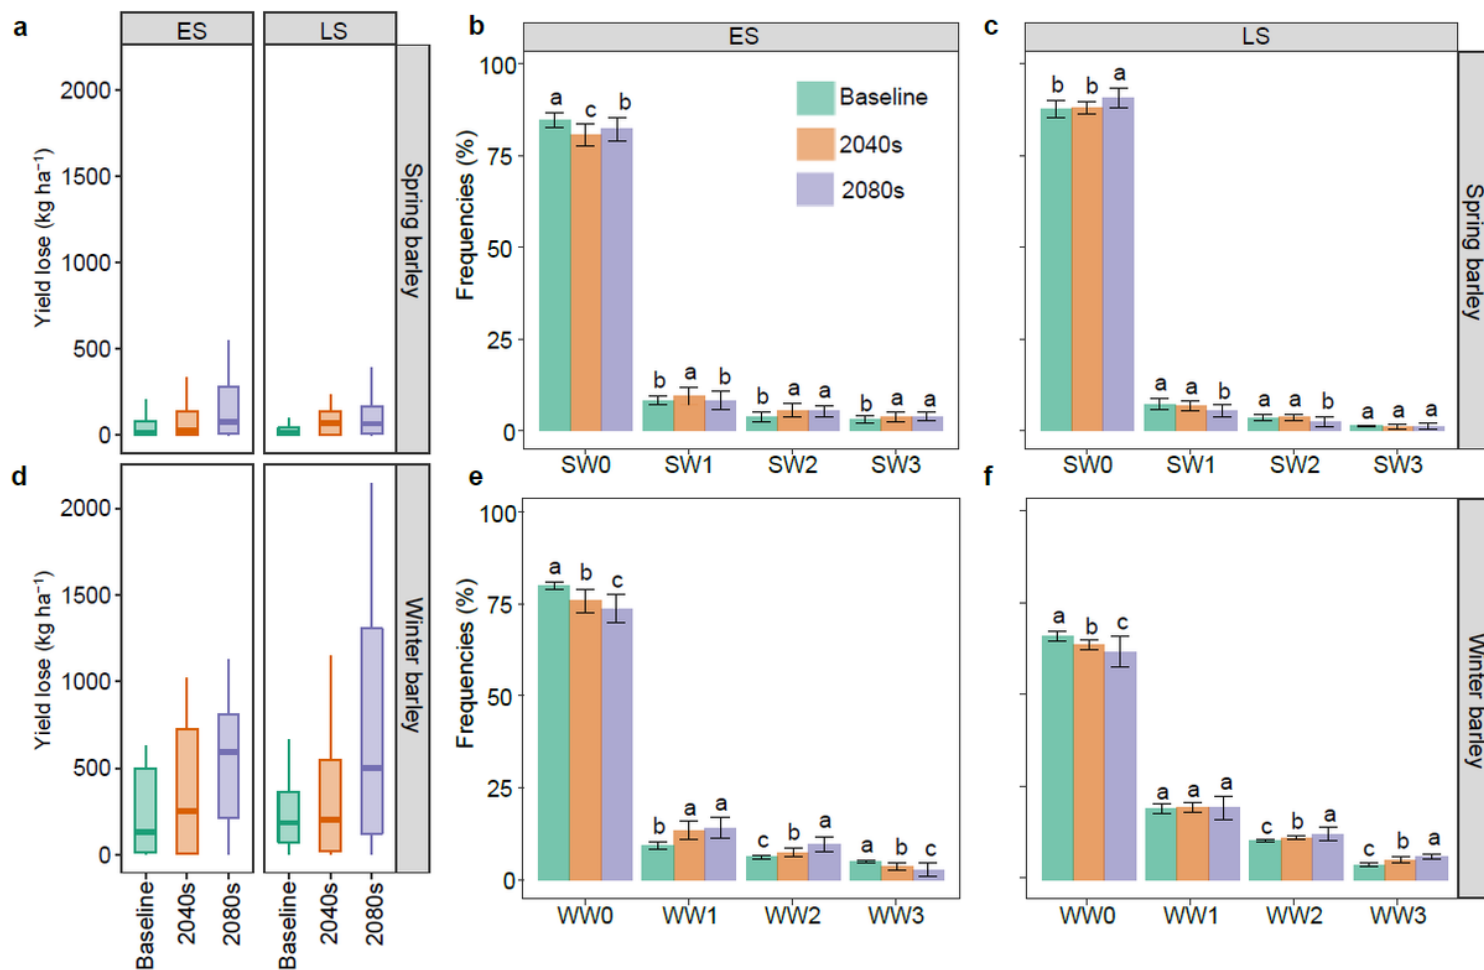 a
ES
LS
Yield lose (kg ha⁻¹)
2000
1500
1000
500
0
Spring barley
b
ES
Frequencies (%)
100
75
50
25
0
Baseline
2040s
2080s
a c b
b a b
b a a
b a a
SW0 SW1 SW2 SW3
c
LS
b b a
a a b
a a b
a a a
SW0 SW1 SW2 SW3
Spring barley
d
Yield lose (kg ha⁻¹)
2000
1500
1000
500
0
Baseline 2040s 2080s
Baseline 2040s 2080s
Winter barley
e
Frequencies (%)
100
75
50
25
0
a b c
b a a
c b a
a b c
WW0 WW1 WW2 WW3
f
a b c
a a a
c b a
c b a
WW0 WW1 WW2 WW3
Winter barley